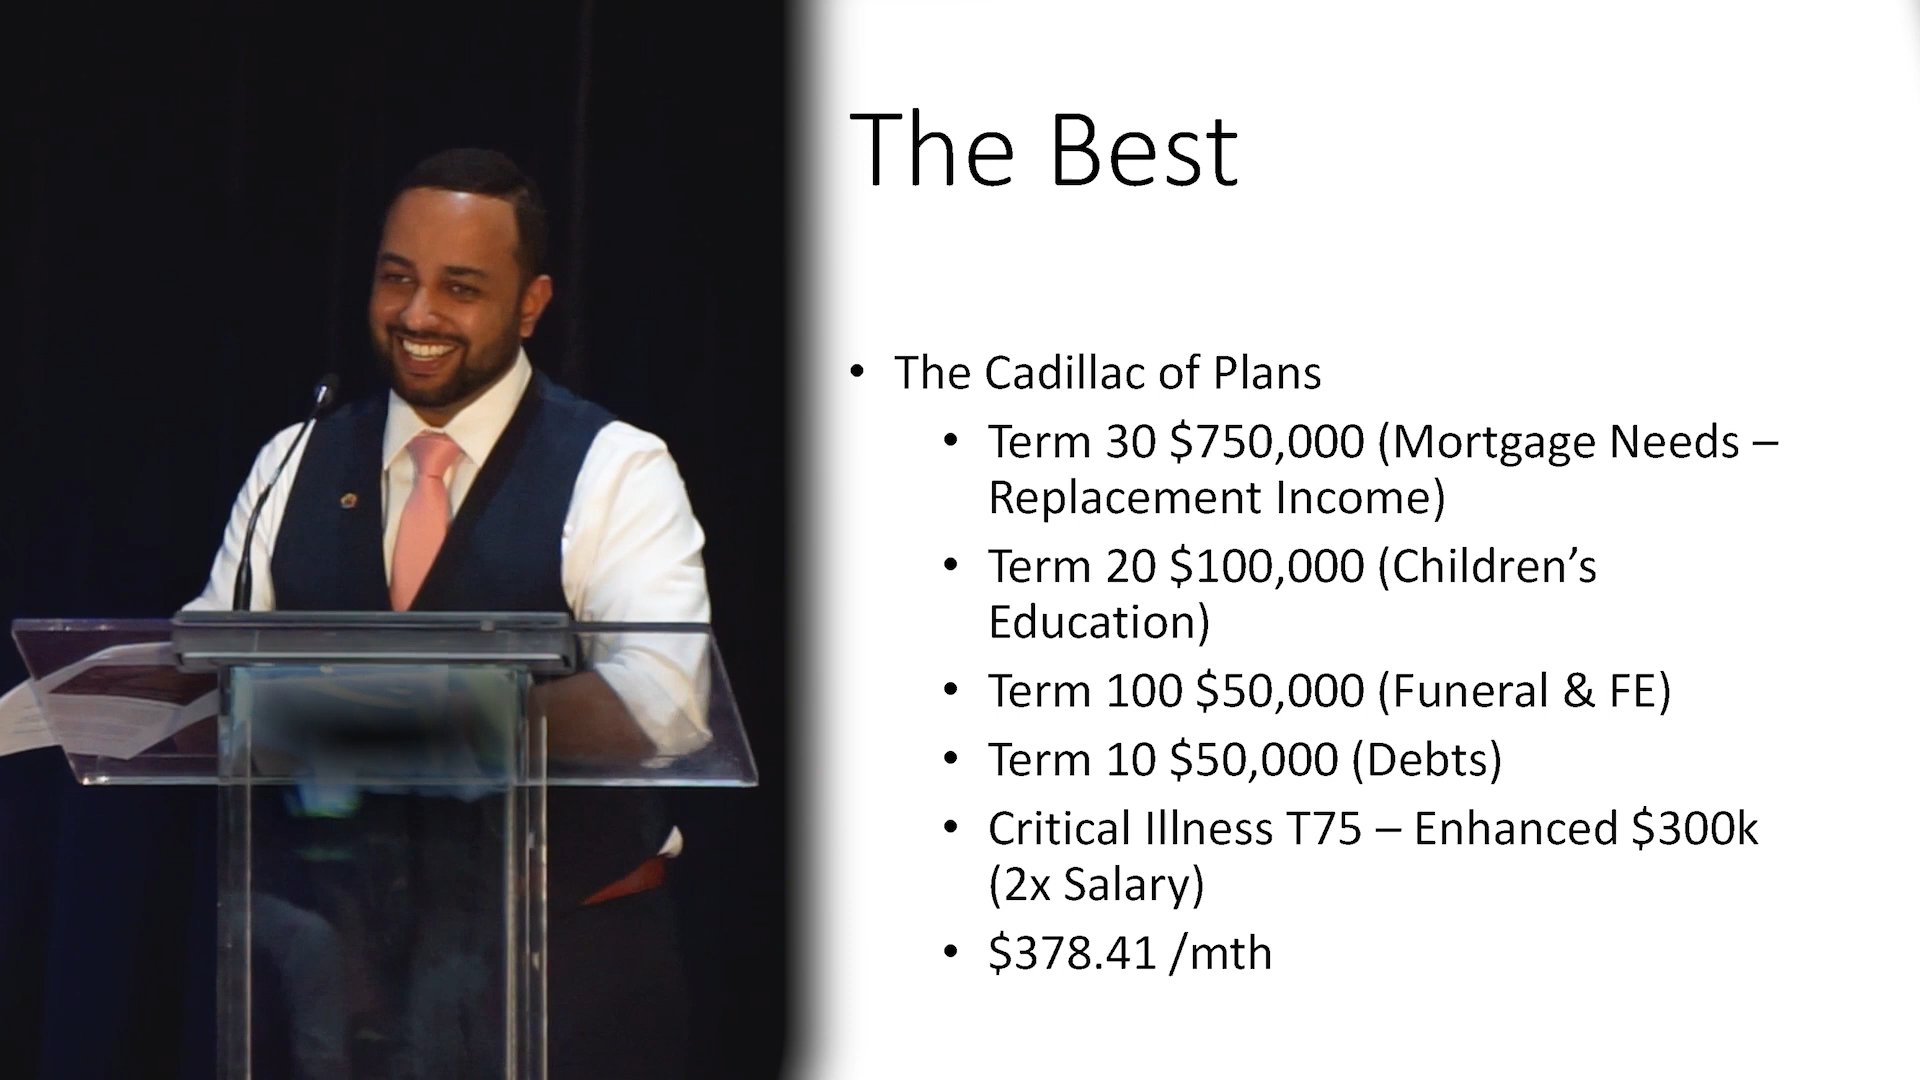 The Best
• The Cadillac of Plans
• Term 30 $750,000 (Mortgage Needs –
Replacement Income)
• Term 20 $100,000 (Children’s
Education)
• Term 100 $50,000 (Funeral & FE)
• Term 10 $50,000 (Debts)
• Critical Illness T75 – Enhanced $300k
(2x Salary)
• $378.41 /mth